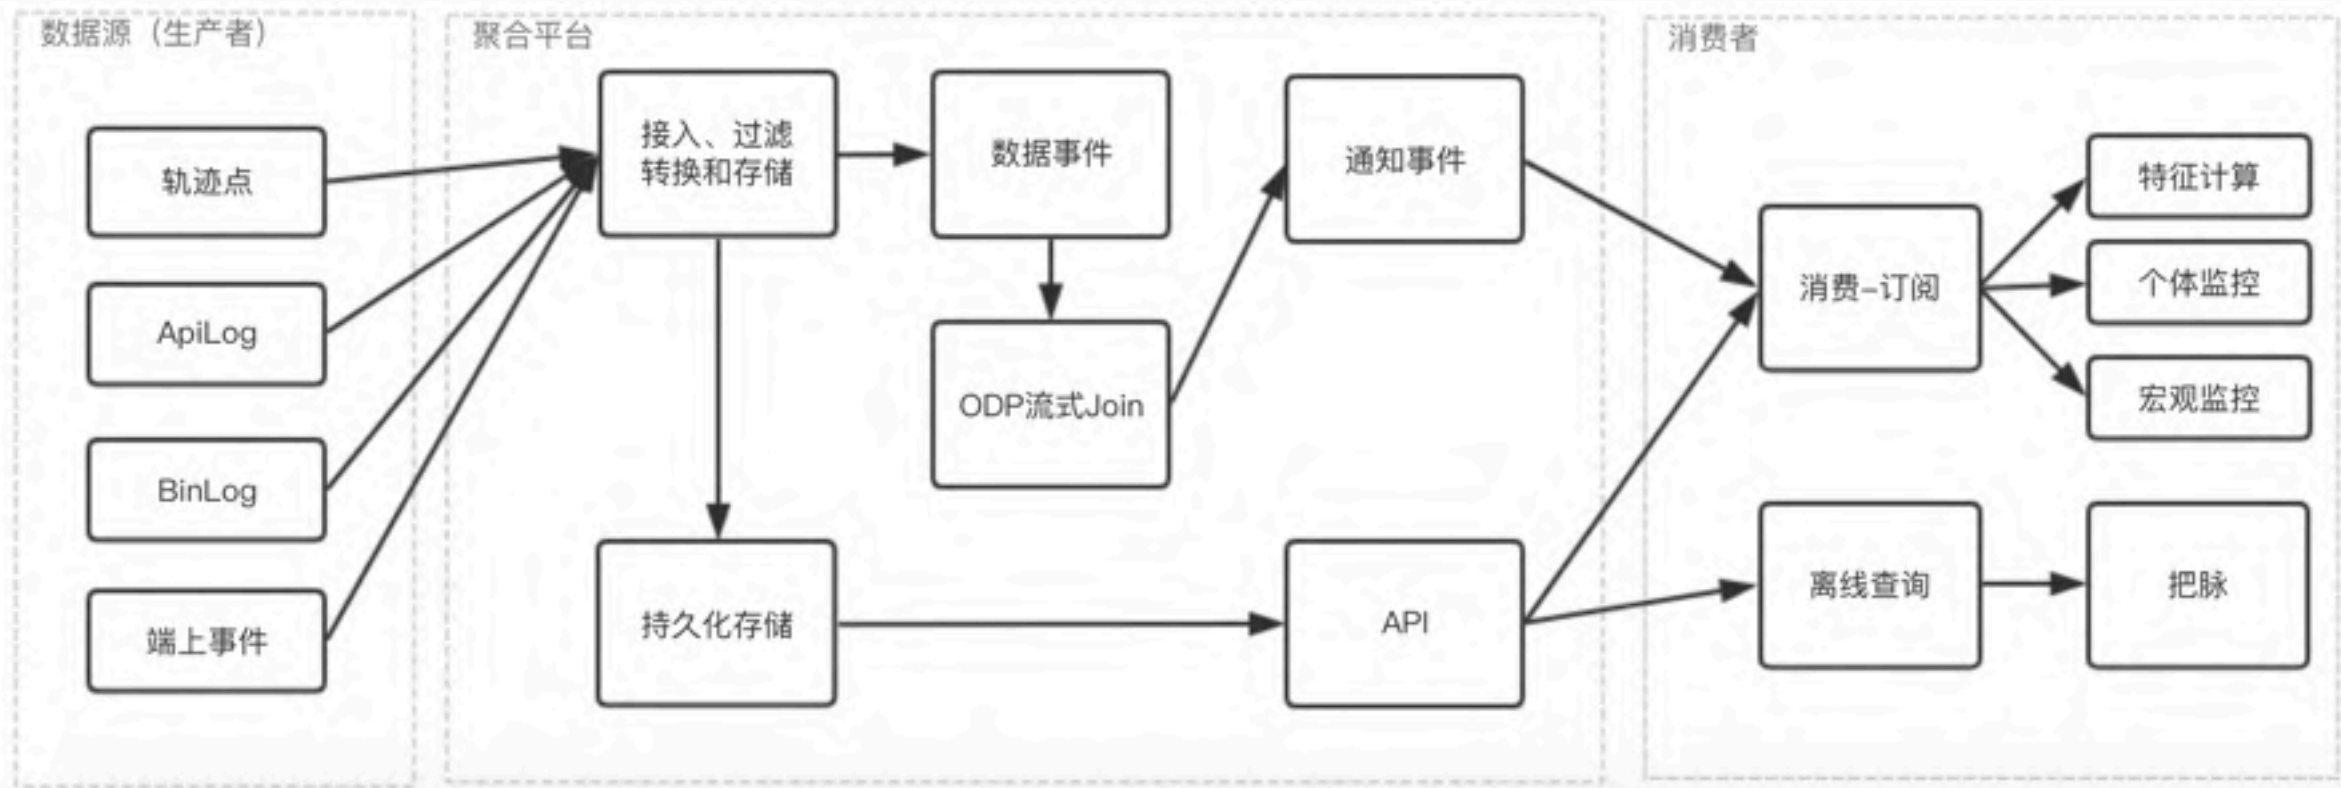 数据源（生产者）
轨迹点
ApiLog
BinLog
端上事件
聚合平台
接入、过滤
转换和存储
数据事件
通知事件
ODP流式Join
持久化存储
API
消费者
消费-订阅
特征计算
个体监控
宏观监控
离线查询
把脉